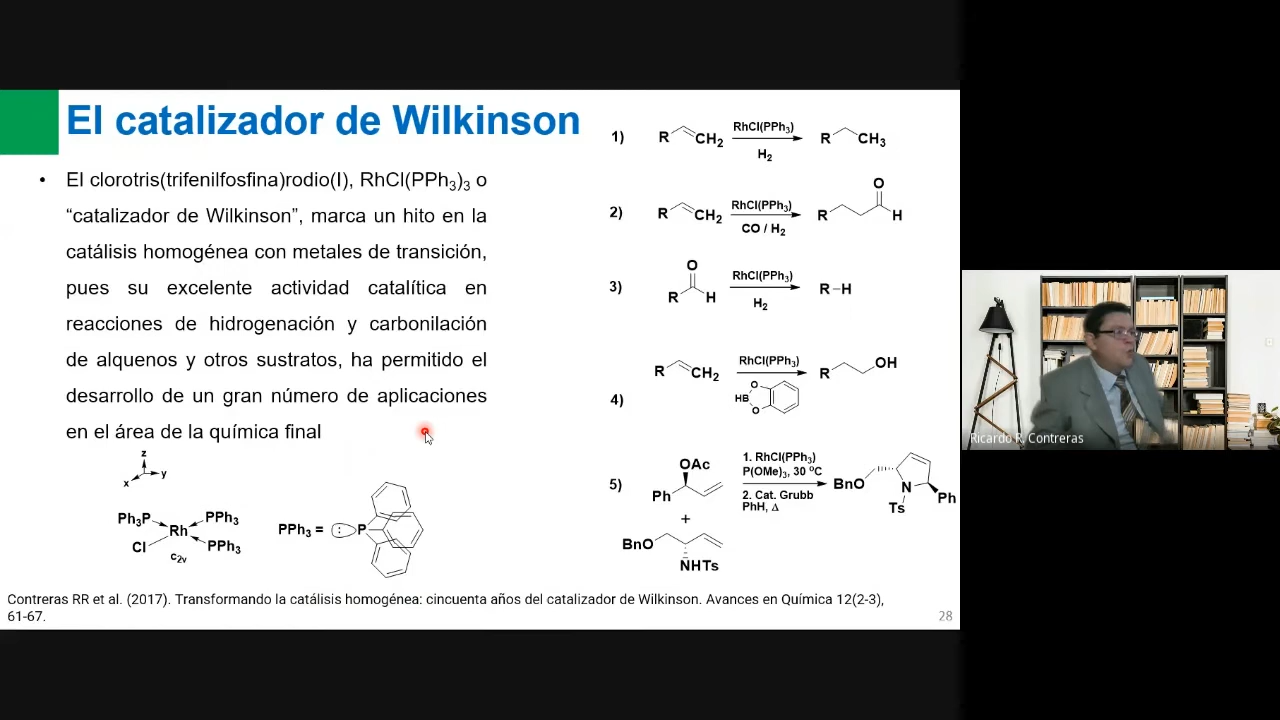 El catalizador de Wilkinson
• El clorotris(trifenilfosfina)rodio(I), RhCl(PPh3)3 o
“catalizador de Wilkinson”, marca un hito en la
catálisis homogénea con metales de transición,
pues su excelente actividad catalítica en
reacciones de hidrogenación y carbonilación
de alquenos y otros sustratos, ha permitido el
desarrollo de un gran número de aplicaciones
en el área de la química final
z
y
x
Ph3P
PPh3
Rh
Cl
PPh3
C2v
PPh3 = : P
1)
R
CH2
RhCl(PPh3)
H2
R
CH3
2)
R
CH2
RhCl(PPh3)
CO / H2
R
O
H
3)
O
R
H
RhCl(PPh3)
H2
R–H
4)
R
CH2
RhCl(PPh3)
HB
O
O
R
OH
5)
OAc
Ph
+
BnO
NHTs
1. RhCl(PPh3)
P(OMe)3, 30 ºC
2. Cat. Grubb
PhH, Δ
BnO
N
Ts
Ph
Contreras RR et al. (2017). Transformando la catálisis homogénea: cincuenta años del catalizador de Wilkinson. Avances en Química 12(2-3),
61-67.
28
Ricardo R. Contreras